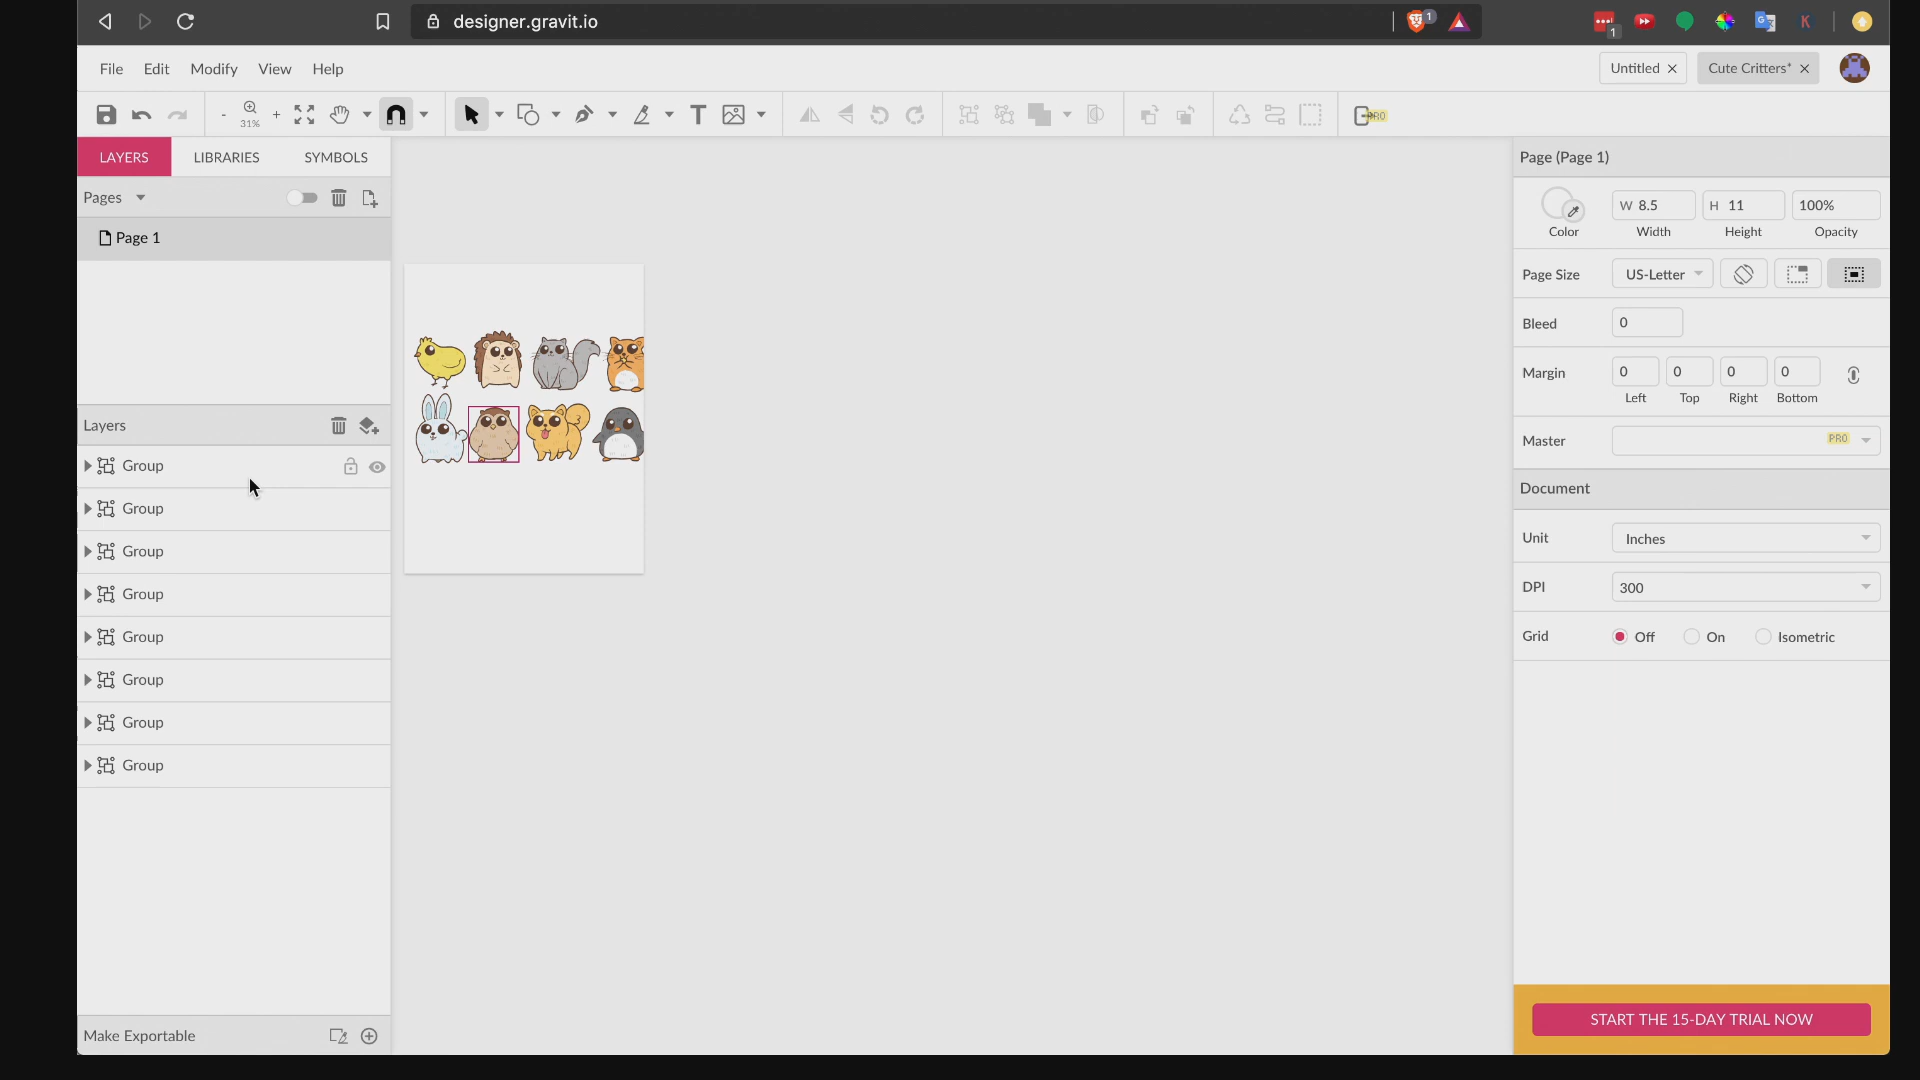 designer.gravit.io
1
1
K
File Edit Modify View Help
Untitled
Cute Critters*
- 31% +
T
PRO
LAYERS LIBRARIES SYMBOLS
Pages
Page 1
Layers
Group
Group
Group
Group
Group
Group
Group
Group
Make Exportable
Page (Page 1)
W 8.5 H 11 100%
Color Width Height Opacity
Page Size US-Letter
Bleed 0
Margin 0 0 0 0
Left Top Right Bottom
Master PRO
Document
Unit Inches
DPI 300
Grid Off On Isometric
START THE 15-DAY TRIAL NOW